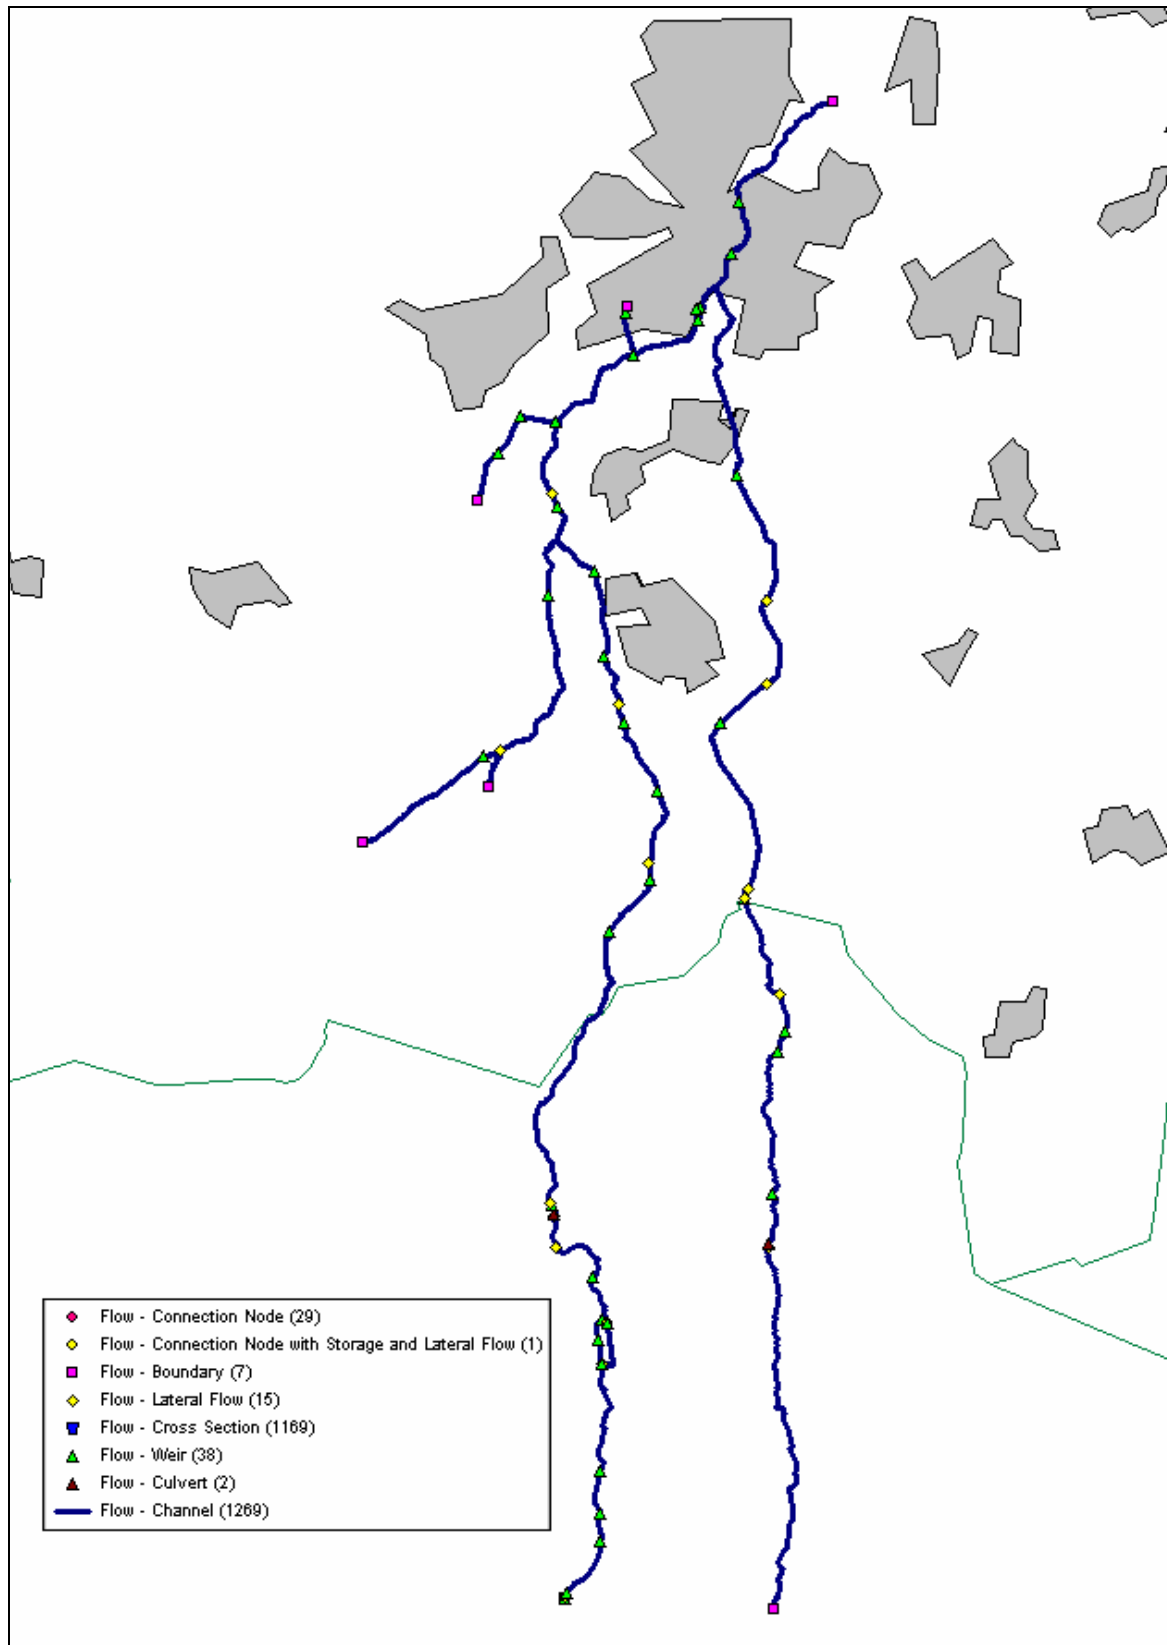 Flow - Connection Node (29)
Flow - Connection Node with Storage and Lateral Flow (1)
Flow - Boundary (7)
Flow - Lateral Flow (15)
Flow - Cross Section (1169)
Flow - Weir (38)
Flow - Culvert (2)
Flow - Channel (1269)